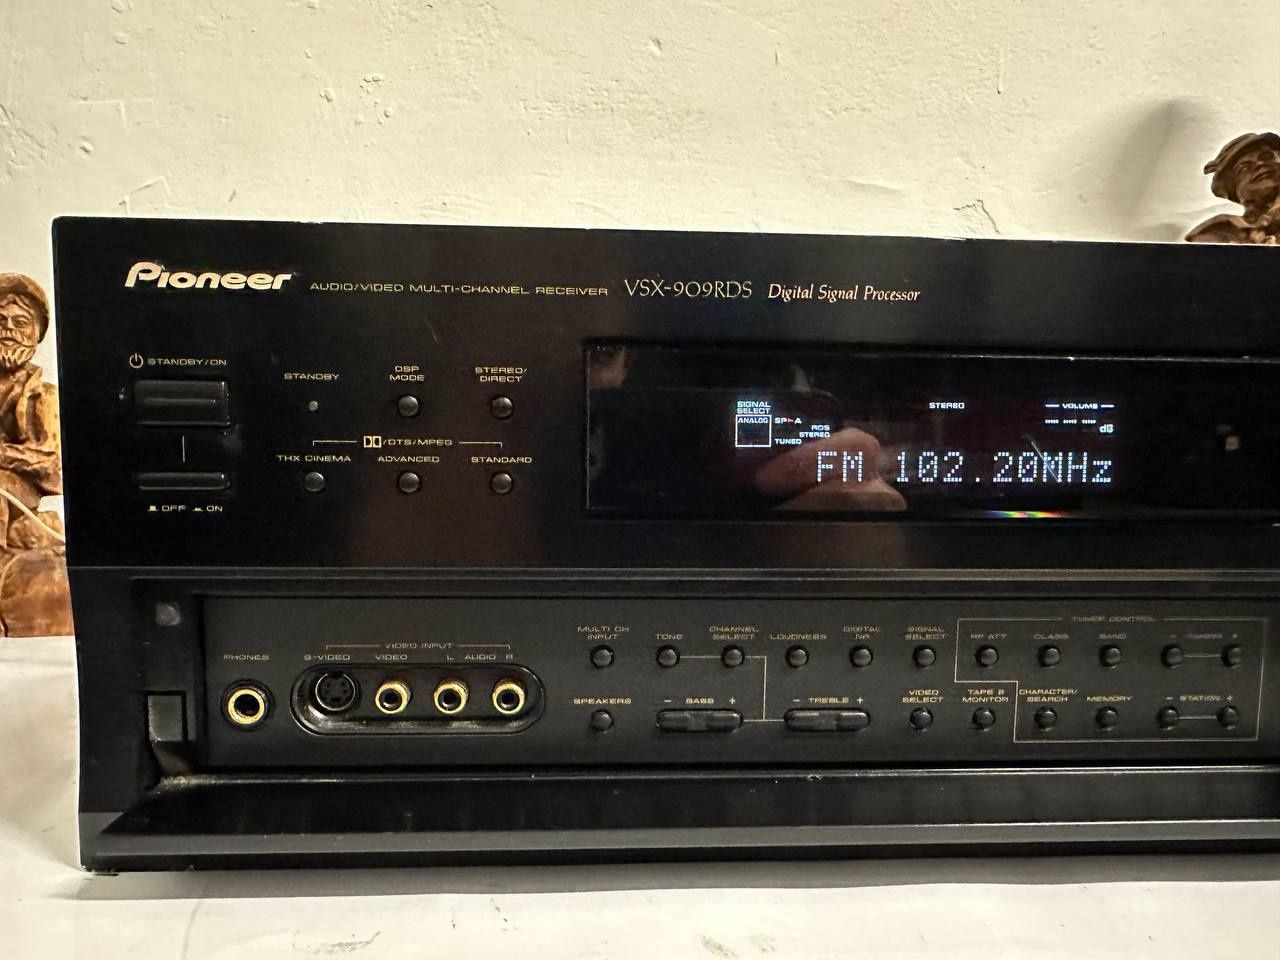 Pioneer AUDIO/VIDEO MULTI-CHANNEL RECEIVER VSX-909RDS Digital Signal Processor
STANDBY/ON
STANDBY
DSP
MODE
STEREO/
DIRECT
DD/DTS/MPEG
THX CINEMA ADVANCED STANDARD
OFF ON
SIGNAL
SELECT
ANALOG
SP►A
RDS
STEREO
TUNED
STEREO
VOLUME
dB
FM 102.20MHz
PHONES
VIDEO INPUT
S-VIDEO VIDEO L AUDIO R
MULTI CH
INPUT
TONE
CHANNEL
SELECT
LOUDNESS
DIGITAL
NR
SIGNAL
SELECT
TUNER CONTROL
RF ATT CLASS BAND − TUNING +
SPEAKERS
− BASS +
− TREBLE +
VIDEO
SELECT
TAPE 2
MONITOR
CHARACTER/
SEARCH
MEMORY
− STATION +